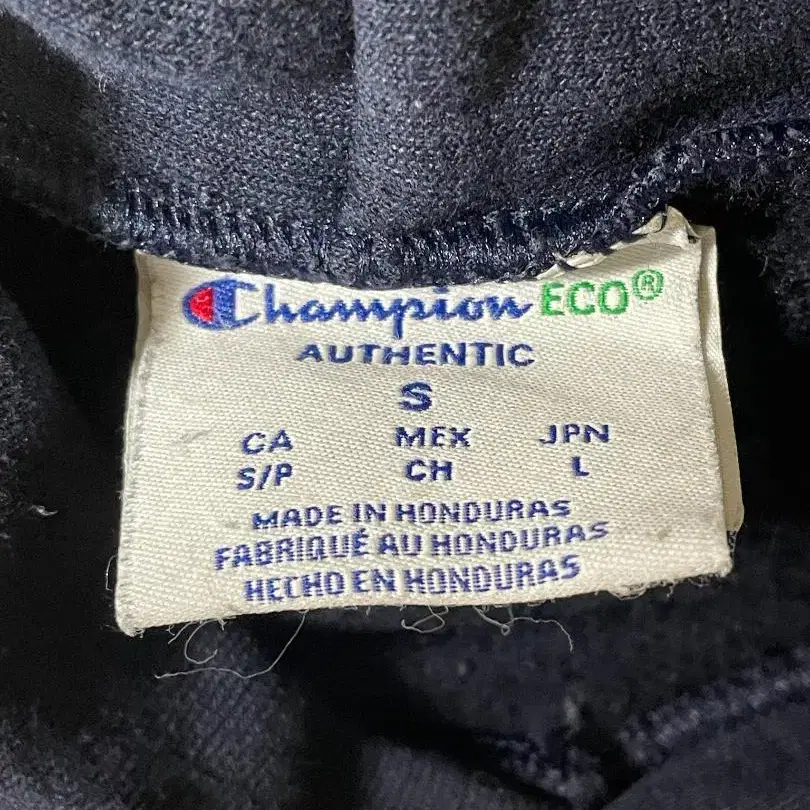 Champion ECO®
AUTHENTIC
S
CA MEX JPN
S/P CH L
MADE IN HONDURAS
FABRIQUÉ AU HONDURAS
HECHO EN HONDURAS